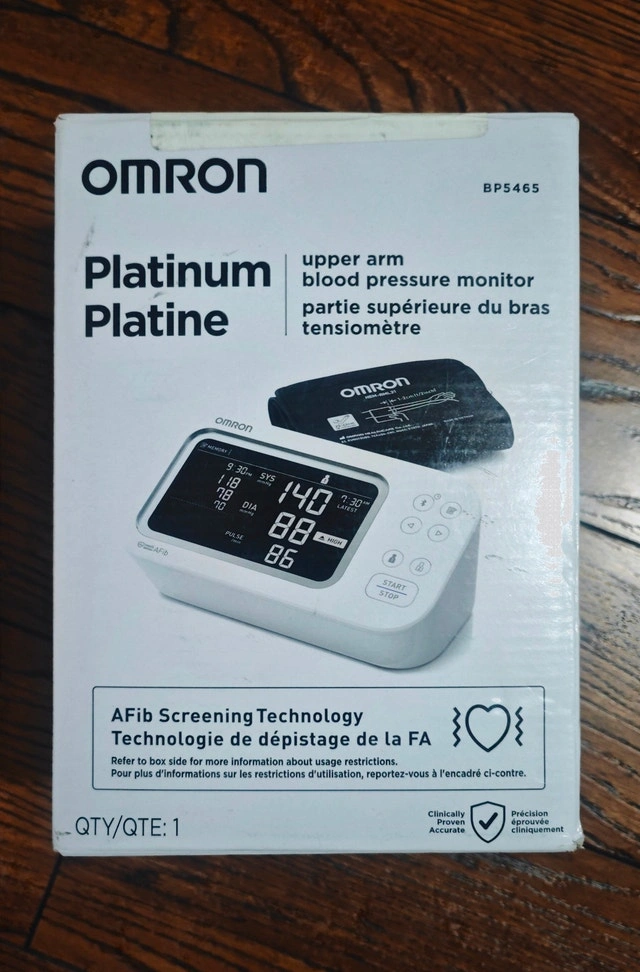 OMRON
BP5465
Platinum
Platine
upper arm
blood pressure monitor
partie supérieure du bras
tensiomètre
OMRON
OMRON
MEMORY
9:30
SYS
118
78
70
DIA
PULSE
140
88
86
7:30AM
LATEST
HIGH
AFib
START
STOP
AFib Screening Technology
Technologie de dépistage de la FA
Refer to box side for more information about usage restrictions.
Pour plus d'informations sur les restrictions d'utilisation, reportez-vous à l'encadré ci-contre.
QTY/QTE: 1
Clinically
Proven
Accurate
Précision
éprouvée
cliniquement